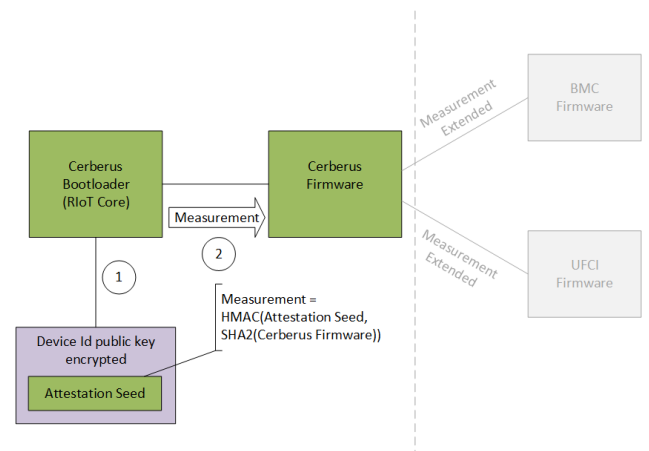 Cerberus
Bootloader
(RIoT Core)
Cerberus
Firmware
BMC
Firmware
UFCI
Firmware
Measurement
Extended
Measurement
Extended
Measurement
1
2
Measurement =
HMAC(Attestation Seed,
SHA2(Cerberus Firmware))
Device Id public key
encrypted
Attestation Seed